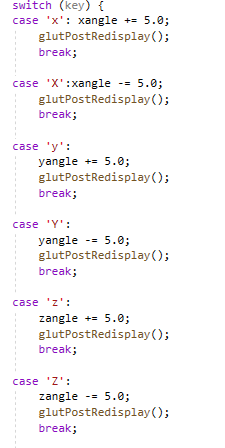 switch (key) {
case 'x': xangle += 5.0;
    glutPostRedisplay();
    break;

case 'X':xangle -= 5.0;
    glutPostRedisplay();
    break;

case 'y':
    yangle += 5.0;
    glutPostRedisplay();
    break;

case 'Y':
    yangle -= 5.0;
    glutPostRedisplay();
    break;

case 'z':
    zangle += 5.0;
    glutPostRedisplay();
    break;

case 'Z':
    zangle -= 5.0;
    glutPostRedisplay();
    break;